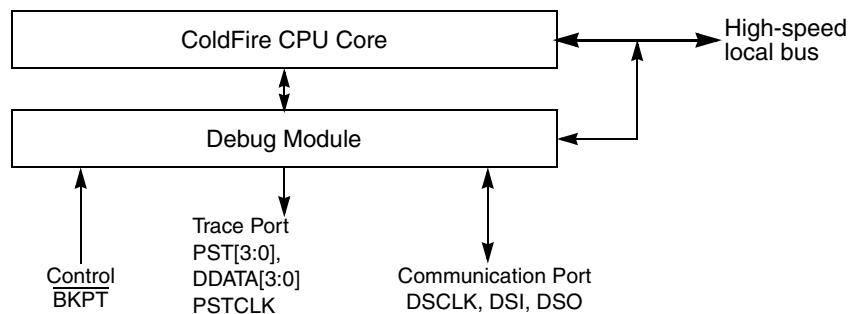 ColdFire CPU Core
High-speed
local bus
Debug Module
Control
BKPT
Trace Port
PST[3:0],
DDATA[3:0]
PSTCLK
Communication Port
DSCLK, DSI, DSO